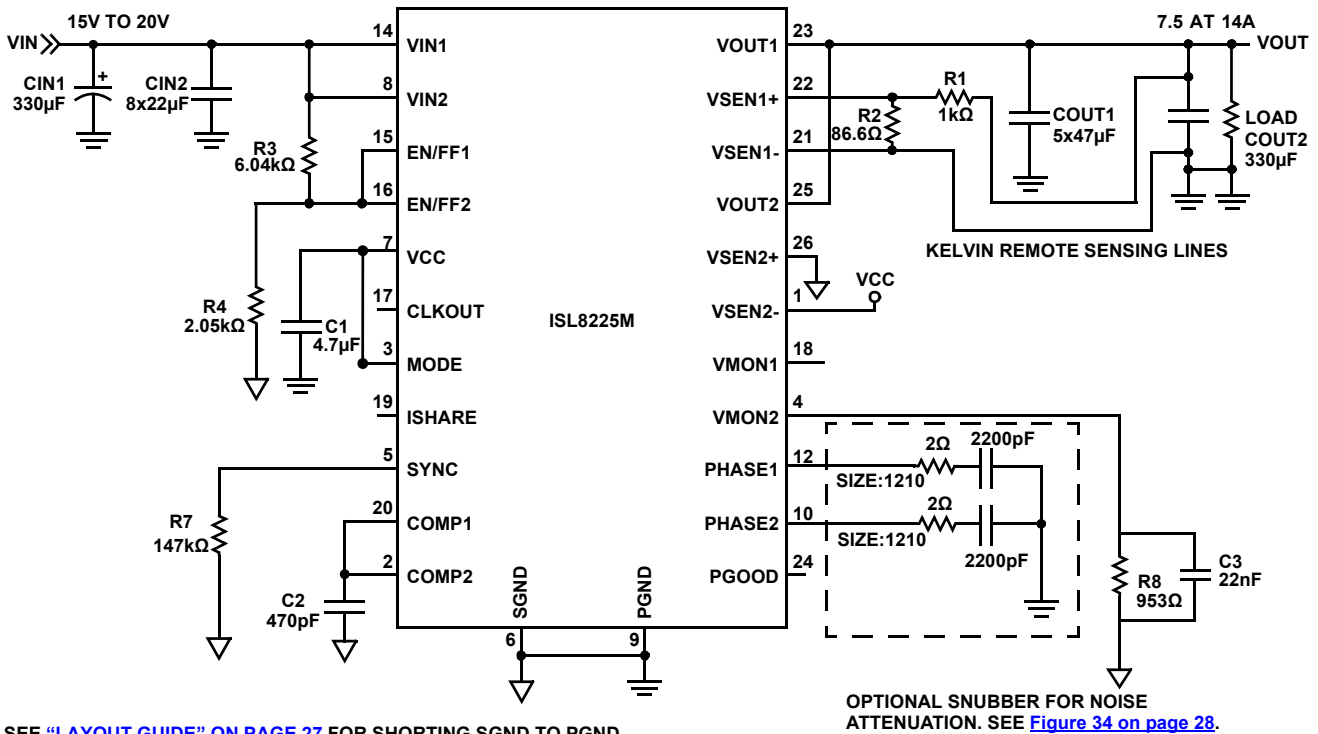 15V TO 20V
VIN
CIN1
330µF
+
CIN2
8x22µF
R3
6.04kΩ
R4
2.05kΩ
C1
4.7µF
R7
147kΩ
C2
470pF
14
VIN1
8
VIN2
15
EN/FF1
16
EN/FF2
7
VCC
17
CLKOUT
3
MODE
19
ISHARE
5
SYNC
20
COMP1
2
COMP2
ISL8225M
SGND
6
PGND
9
VOUT1
23
VSEN1+
22
VSEN1-
21
VOUT2
25
VSEN2+
26
VSEN2-
1
VMON1
18
VMON2
4
PHASE1
12
PHASE2
10
PGOOD
24
7.5 AT 14A
VOUT
R1
1kΩ
R2
86.6Ω
COUT1
5x47µF
LOAD
COUT2
330µF
KELVIN REMOTE SENSING LINES
VCC
2Ω
2200pF
SIZE:1210
2Ω
SIZE:1210
2200pF
R8
953Ω
C3
22nF
OPTIONAL SNUBBER FOR NOISE
ATTENUATION. SEE Figure 34 on page 28.
SEE “LAYOUT GUIDE” ON PAGE 27 FOR SHORTING SGND TO PGND